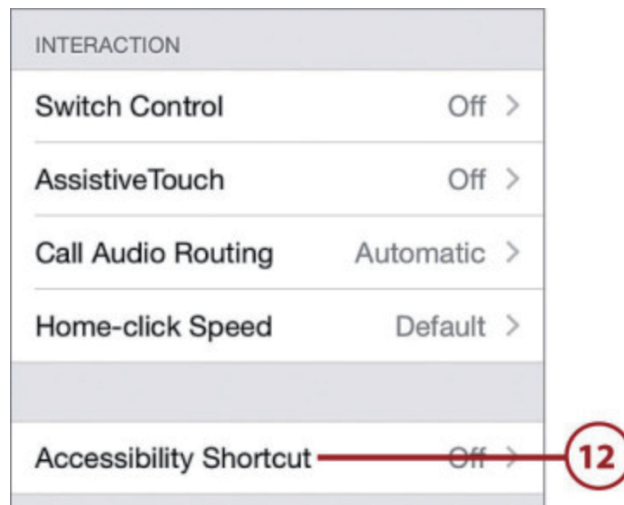 INTERACTION
Switch Control Off >
AssistiveTouch Off >
Call Audio Routing Automatic >
Home-click Speed Default >
Accessibility Shortcut Off > 12